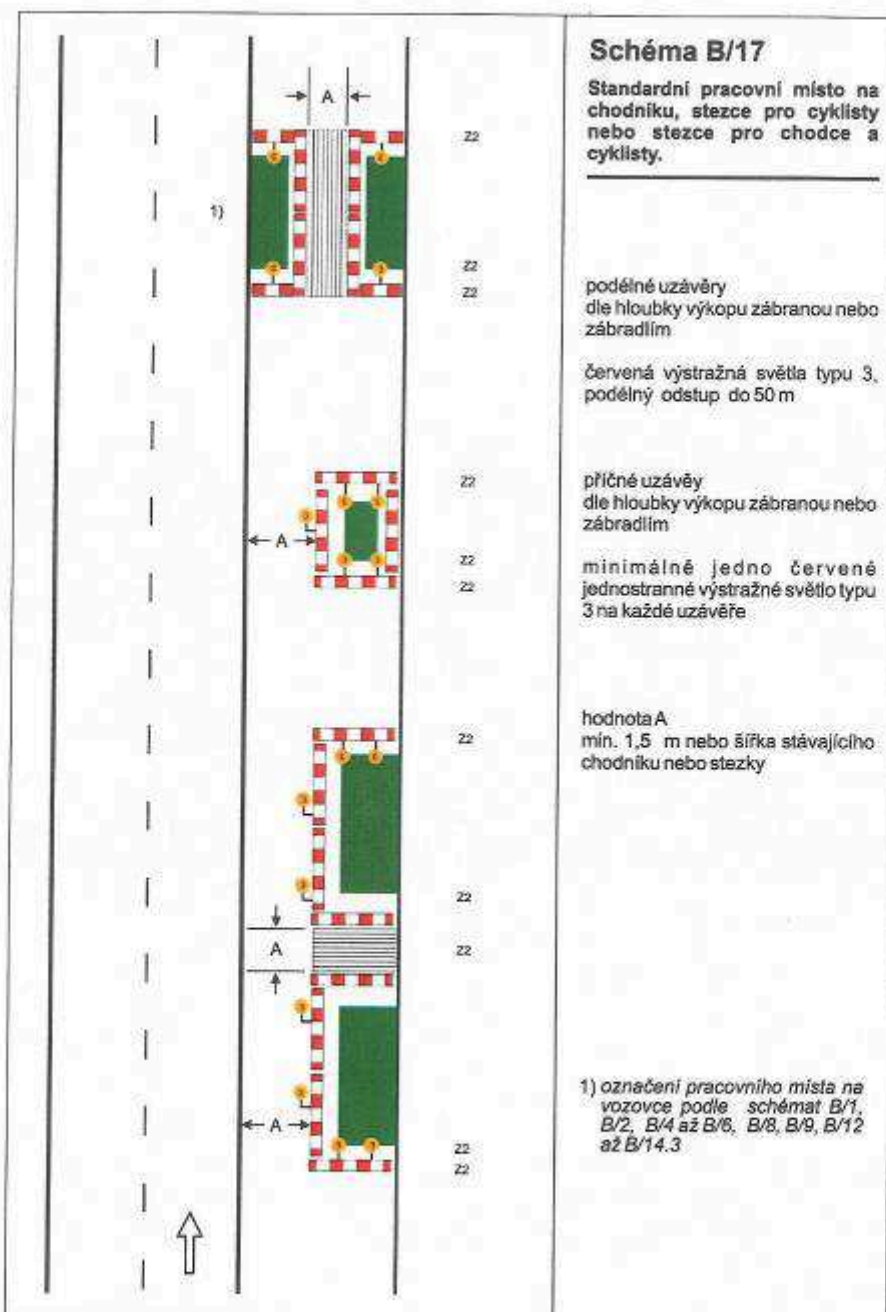 Schéma B/17
Standardní pracovní místo na
chodníku, stezce pro cyklisty
nebo stezce pro chodce a
cyklisty.
A
Z2
1)
Z2
Z2
podélné uzávěry
dle hloubky výkopu zábranou nebo
zábradlím
červená výstražná světla typu 3,
podélný odstup do 50 m
Z2
A
Z2
Z2
příčné uzávěy
dle hloubky výkopu zábranou nebo
zábradlím
minimálně jedno červené
jednostranné výstražné světlo typu
3 na každé uzávěře
Z2
hodnota A
min. 1,5 m nebo šířka stávajícího
chodníku nebo stezky
Z2
A
Z2
A
Z2
Z2
1) označení pracovního místa na
vozovce podle schémat B/1,
B/2, B/4 až B/6, B/8, B/9, B/12
až B/14.3